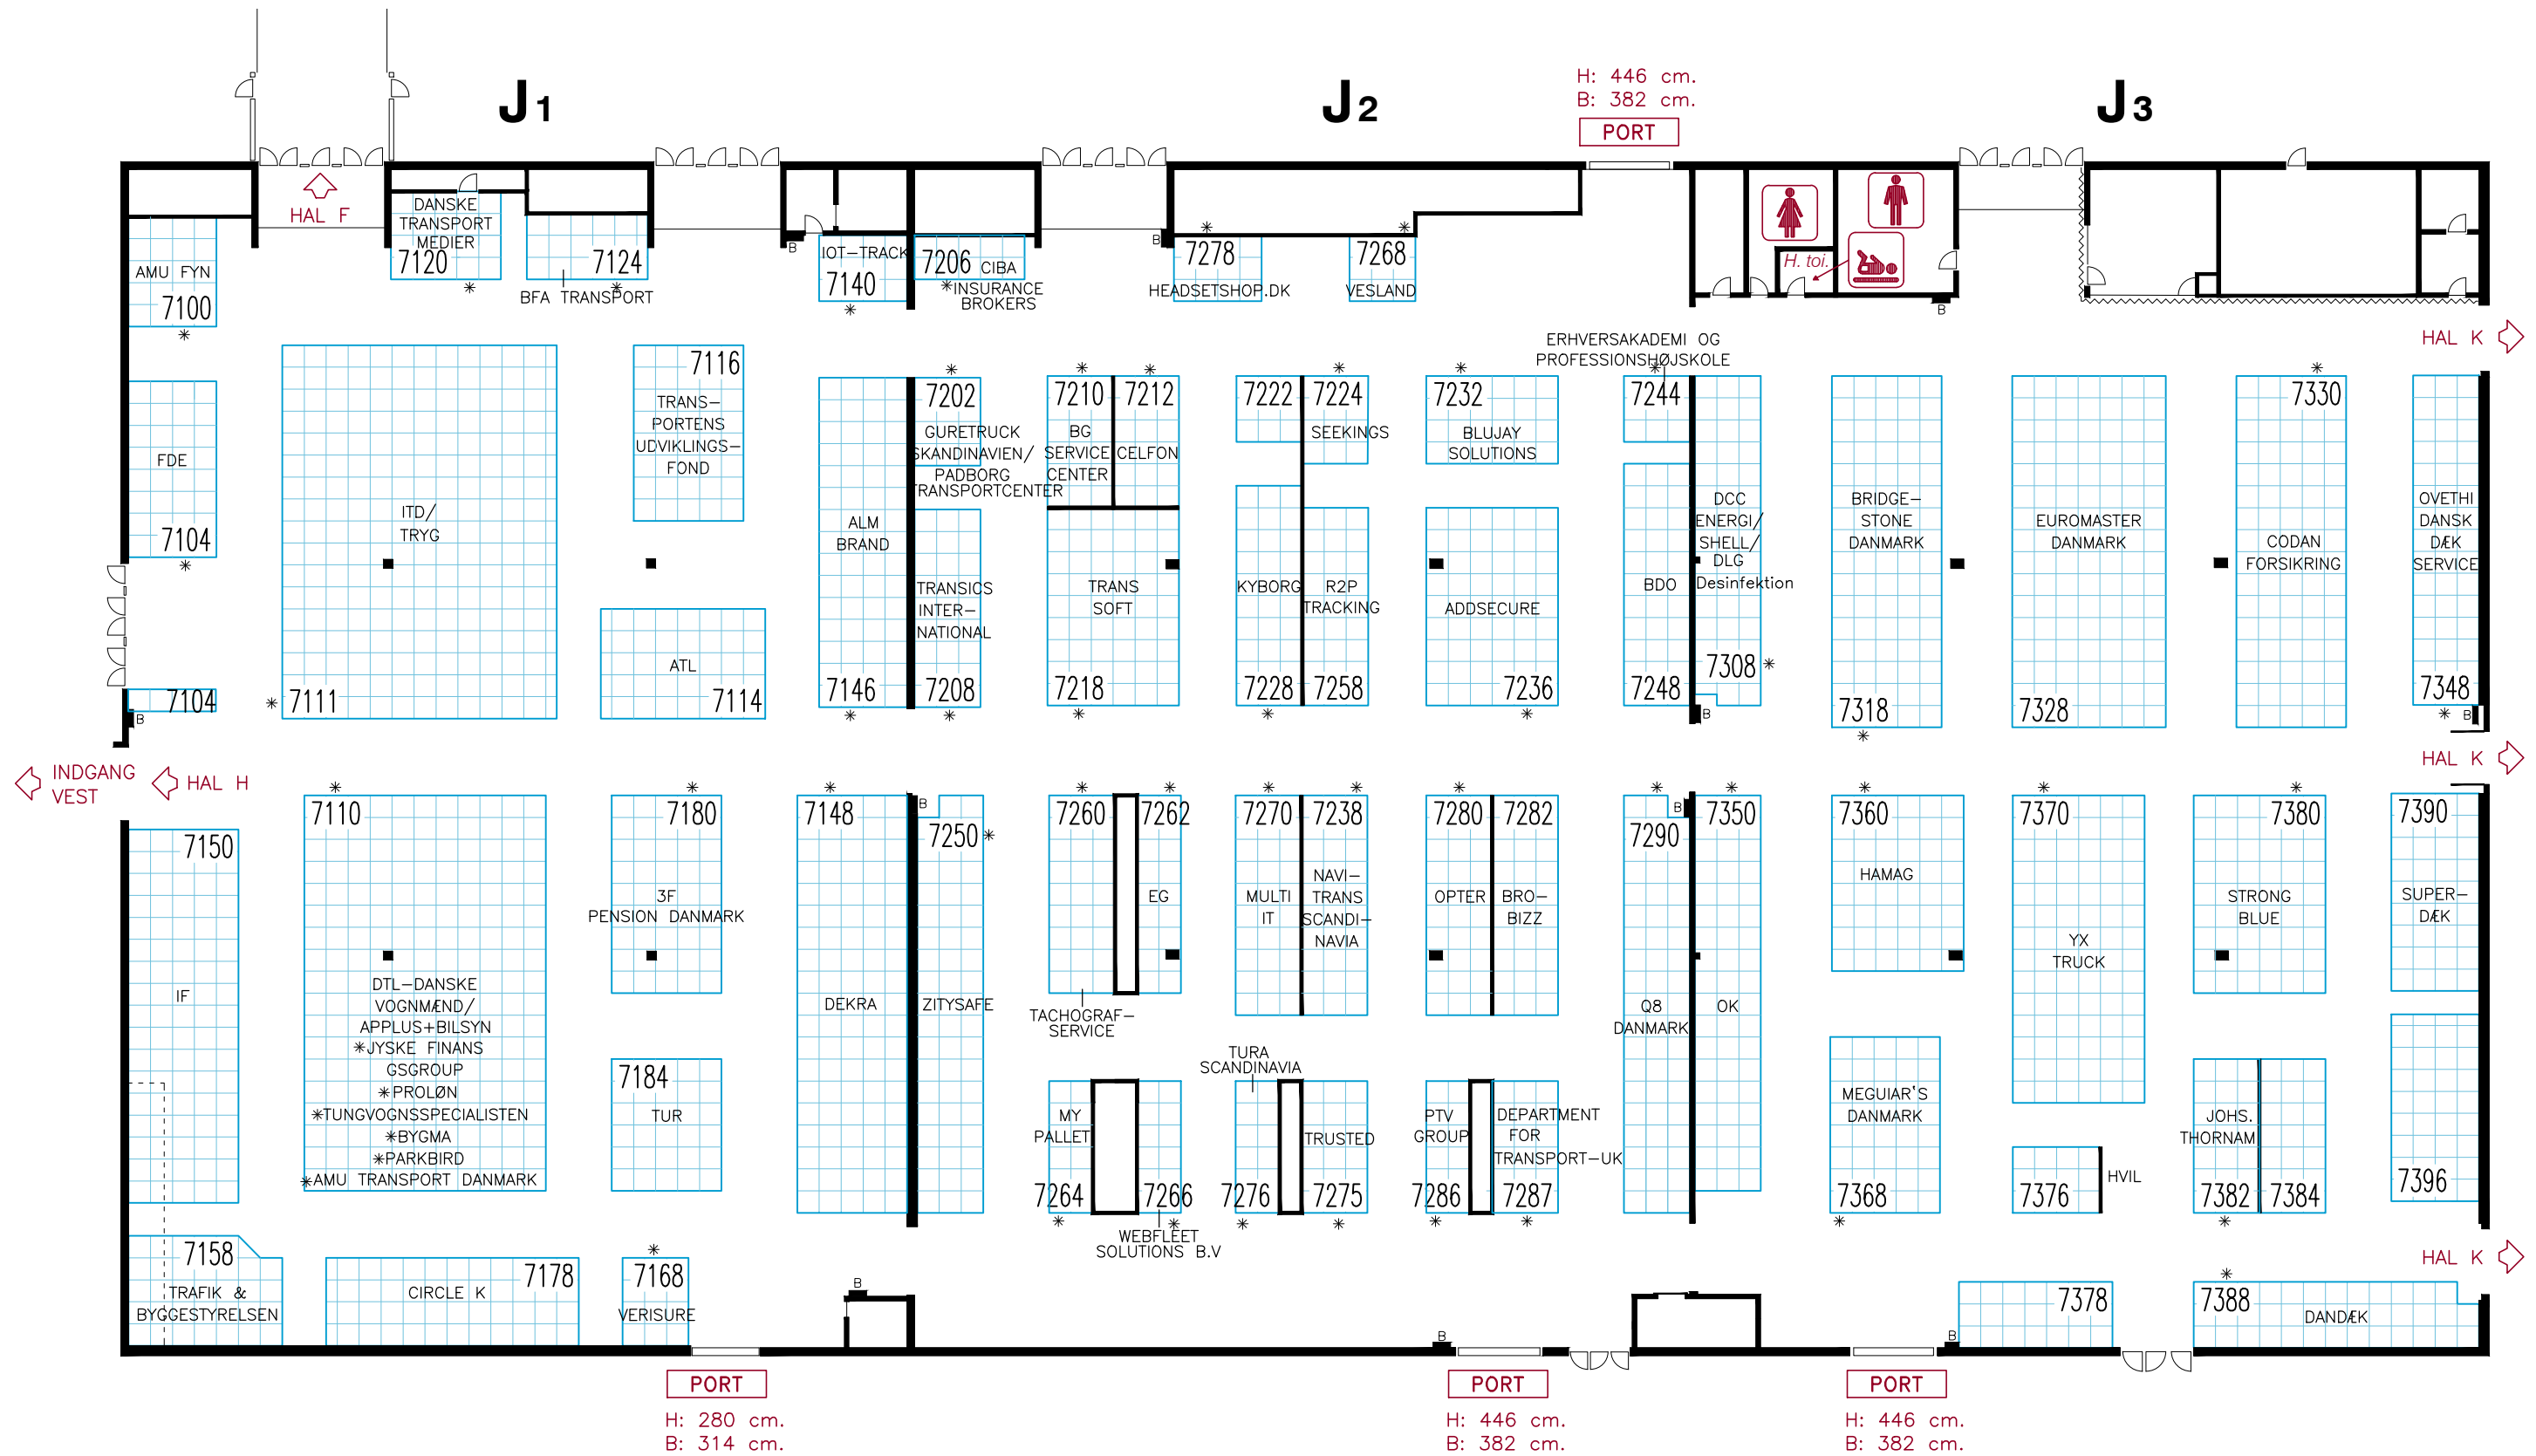 J1
J2
J3
H: 446 cm.
B: 382 cm.
PORT
HAL F
DANSKE
TRANSPORT
MEDIER
7120
7124
BFA TRANSPORT
AMU FYN
7100
B
IOT-TRACK
7140
7206
CIBA
INSURANCE
BROKERS
B
7278
HEADSETSHOP.DK
7268
VESLAND
H. toi.
B
HAL K
ERHVERSAKADEMI OG
PROFESSIONSHØJSKOLE
FDE
7104
7104
B
ITD/
TRYG
7111
7116
TRANS-
PORTENS
UDVIKLINGS-
FOND
ATL
7114
ALM
BRAND
7146
7202
GURETRUCK
SKANDINAVIEN/
PADBORG
TRANSPORTCENTER
TRANSICS
INTER-
NATIONAL
7208
7210
BG
SERVICE
CENTER
7212
CELFON
TRANS
SOFT
7218
7222
7224
SEEKINGS
KYBORG
7228
R2P
TRACKING
7258
7232
BLUJAY
SOLUTIONS
ADDSECURE
7236
7244
BDO
7248
DCC
ENERGI/
SHELL/
DLG
Desinfektion
7308
B
BRIDGE-
STONE
DANMARK
7318
EUROMASTER
DANMARK
7328
7330
CODAN
FORSIKRING
OVETHI
DANSK
DÆK
SERVICE
7348
B
INDGANG
VEST
HAL H
HAL K
7150
IF
7110
DTL-DANSKE
VOGNMÆND/
APPLUS+BILSYN
*JYSKE FINANS
GSGROUP
*PROLØN
*TUNGVOGNSSPECIALISTEN
*BYGMA
*PARKBIRD
*AMU TRANSPORT DANMARK
7180
3F
PENSION DANMARK
7184
TUR
7148
DEKRA
B
7250
ZITYSAFE
7260
TACHOGRAF-
SERVICE
7262
EG
MY
PALLET
7264
7266
WEBFLEET
SOLUTIONS B.V
7270
MULTI
IT
7238
NAVI-
TRANS
SCANDI-
NAVIA
TURA
SCANDINAVIA
7276
TRUSTED
7275
7280
OPTER
7282
BRO-
BIZZ
PTV
GROUP
7286
DEPARTMENT
FOR
TRANSPORT-UK
7287
B
7290
Q8
DANMARK
7350
OK
7360
HAMAG
MEGUIAR'S
DANMARK
7368
7370
YX
TRUCK
7376
HVIL
7380
STRONG
BLUE
JOHS.
THORNAM
7382
7384
7390
SUPER-
DÆK
7396
HAL K
7158
TRAFIK &
BYGGESTYRELSEN
7178
CIRCLE K
7168
VERISURE
B
B
B
7378
7388
DANDÆK
PORT
H: 280 cm.
B: 314 cm.
PORT
H: 446 cm.
B: 382 cm.
PORT
H: 446 cm.
B: 382 cm.